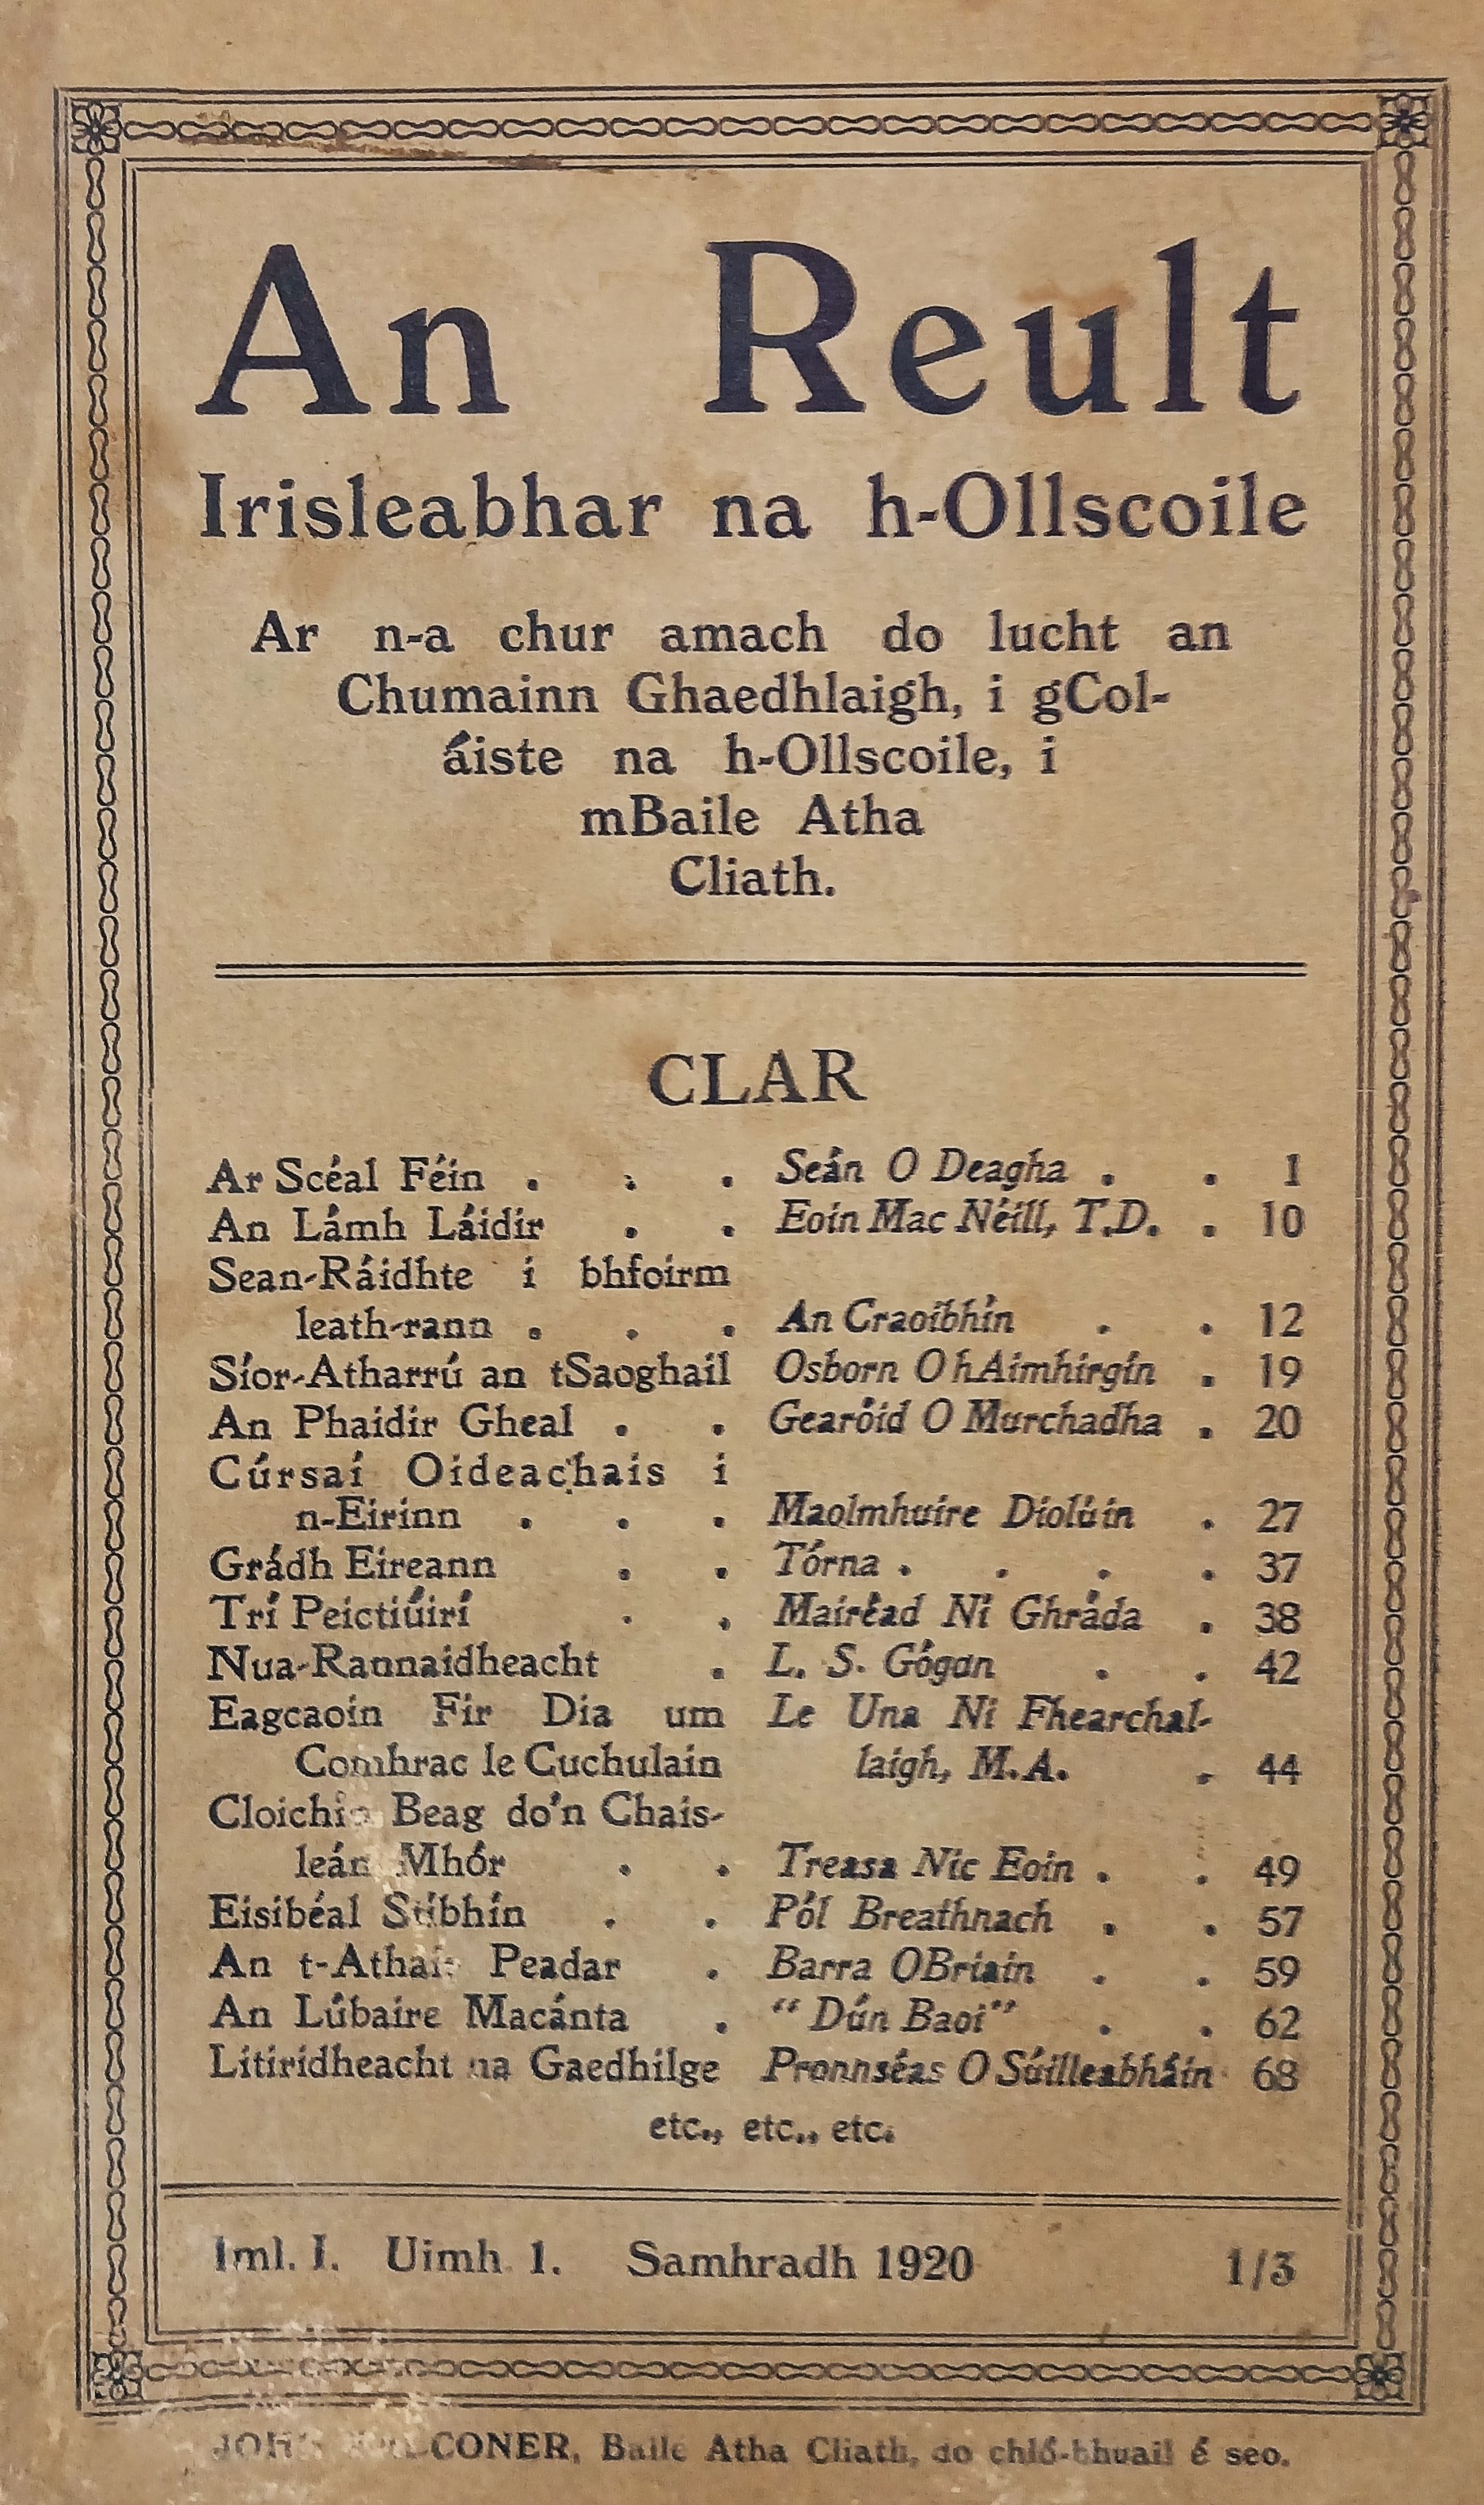 An Reult
Irisleabhar na h-Ollscoile
Ar n-a chur amach do lucht an
Chumainn Ghaedhlaigh, i gCol-
áiste na h-Ollscoile, i
mBaile Atha
Cliath.
CLAR
Ar Scéal Féin . . . Seán O Deagha . . 1
An Lámh Láidir . . Eoin Mac Néill, T.D. . 10
Sean-Ráidhte i bhfoirm
leath-rann . . . An Craoibhín . . 12
Síor-Atharrú an tSaoghail Osborn O hAimhirgín . 19
An Phaidir Gheal . . Gearóid O Murchadha . 20
Cúrsaí Oideachais i
n-Eirinn . . . Maolmhuire Díolúin . 27
Grádh Eireann . . Tórna . . . . 37
Trí Peictiúirí . . Mairéad Ní Ghráda . 38
Nua-Rannaidheacht . L. S. Gógan . . 42
Eagcaoin Fir Dia um Le Una Ni Fhearchal-
Comhrac le Cuchulain laigh, M.A. . 44
Cloichín Beag do'n Chais-
leán Mhór . . Treasa Nic Eoin . . 49
Eisibéal Stíbhín . . Pól Breathnach . . 57
An t-Athair Peadar . Barra OBriain . . 59
An Lúbaire Macánta . "Dún Baoi" . . 62
Litiridheacht na Gaedhilge Pronnséas O Súilleabháin 68
etc., etc., etc.
Iml. I. Uimh. 1. Samhradh 1920 1/3
JOHN FALCONER, Baile Atha Cliath, do chló-bhuail é seo.